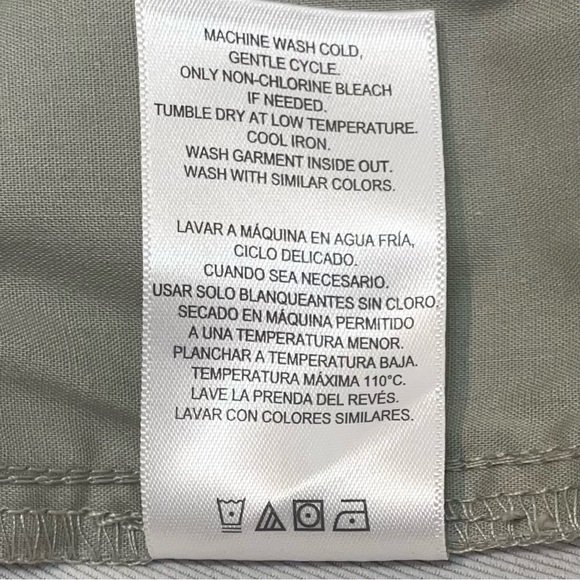 MACHINE WASH COLD,
GENTLE CYCLE.
ONLY NON-CHLORINE BLEACH
IF NEEDED.
TUMBLE DRY AT LOW TEMPERATURE.
COOL IRON.
WASH GARMENT INSIDE OUT.
WASH WITH SIMILAR COLORS.
LAVAR A MÁQUINA EN AGUA FRÍA,
CICLO DELICADO.
CUANDO SEA NECESARIO.
USAR SOLO BLANQUEANTES SIN CLORO.
SECADO EN MÁQUINA PERMITIDO
A UNA TEMPERATURA MENOR.
PLANCHAR A TEMPERATURA BAJA.
TEMPERATURA MÁXIMA 110°C.
LAVE LA PRENDA DEL REVÉS.
LAVAR CON COLORES SIMILARES.